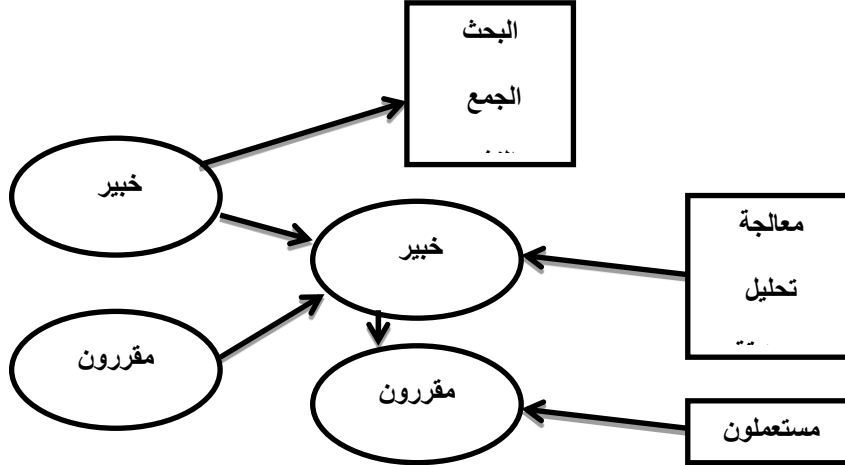 البحث
الجمع
خبير
خبير
معالجة
تحليل
مقررون
مقررون
مستعملون